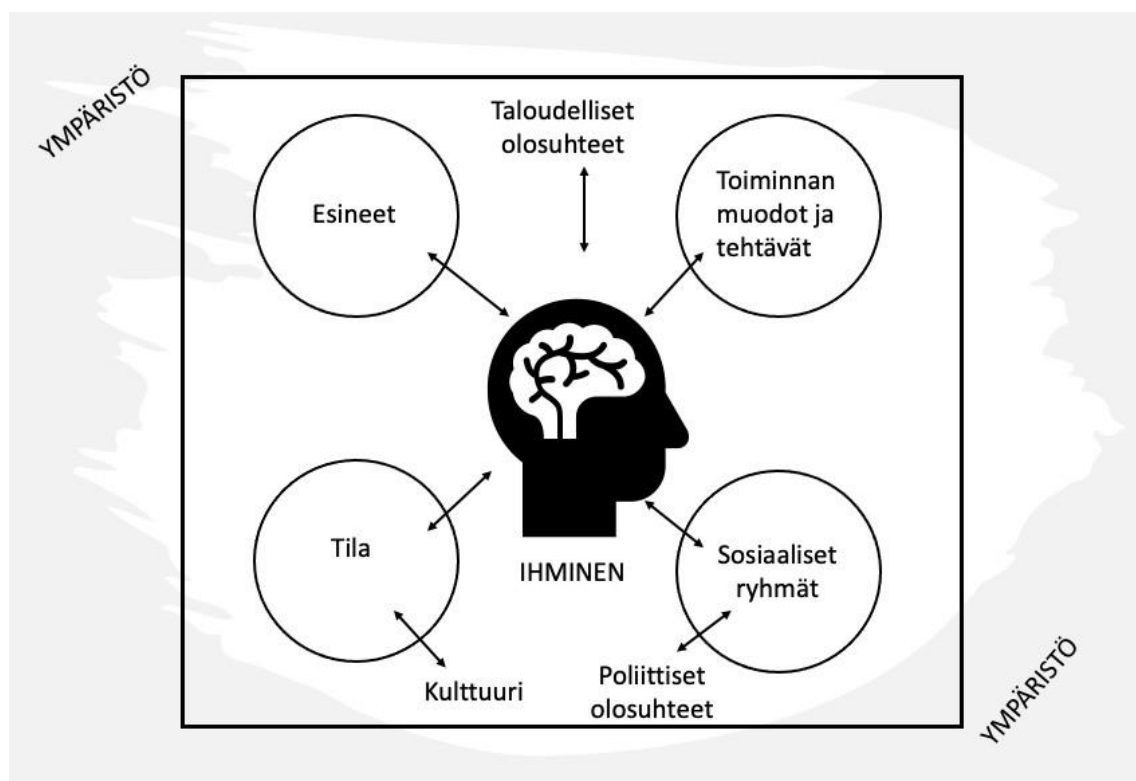 YMPÄRISTÖ
Taloudelliset
olosuhteet
Esineet
Toiminnan
muodot ja
tehtävät
Tila
IHMINEN
Sosiaaliset
ryhmät
Kulttuuri
Poliittiset
olosuhteet
YMPÄRISTÖ